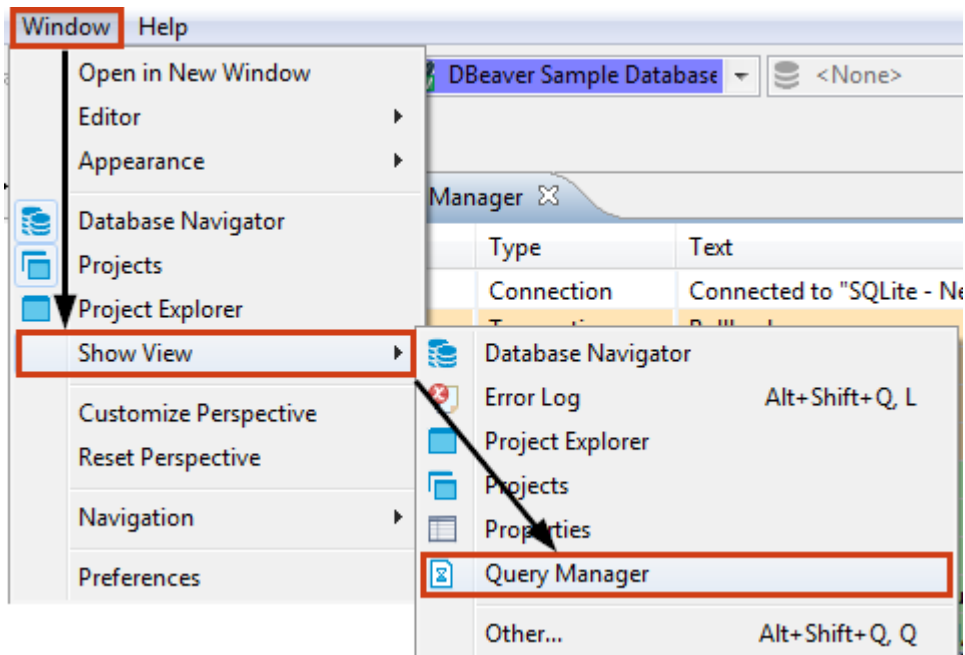 Window Help
Open in New Window
DBeaver Sample Database <None>
Editor
Appearance
Manager
Database Navigator
Type Text
Projects
Connection Connected to "SQLite - Ne
Project Explorer
Show View
Database Navigator
Error Log Alt+Shift+Q, L
Customize Perspective
Project Explorer
Reset Perspective
Projects
Navigation
Properties
Preferences
Query Manager
Other... Alt+Shift+Q, Q